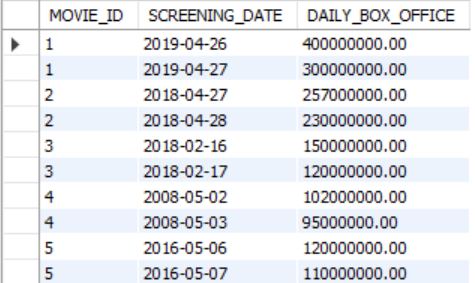 MOVIE_ID SCREENING_DATE DAILY_BOX_OFFICE
1 2019-04-26 400000000.00
1 2019-04-27 300000000.00
2 2018-04-27 257000000.00
2 2018-04-28 230000000.00
3 2018-02-16 150000000.00
3 2018-02-17 120000000.00
4 2008-05-02 102000000.00
4 2008-05-03 95000000.00
5 2016-05-06 120000000.00
5 2016-05-07 110000000.00